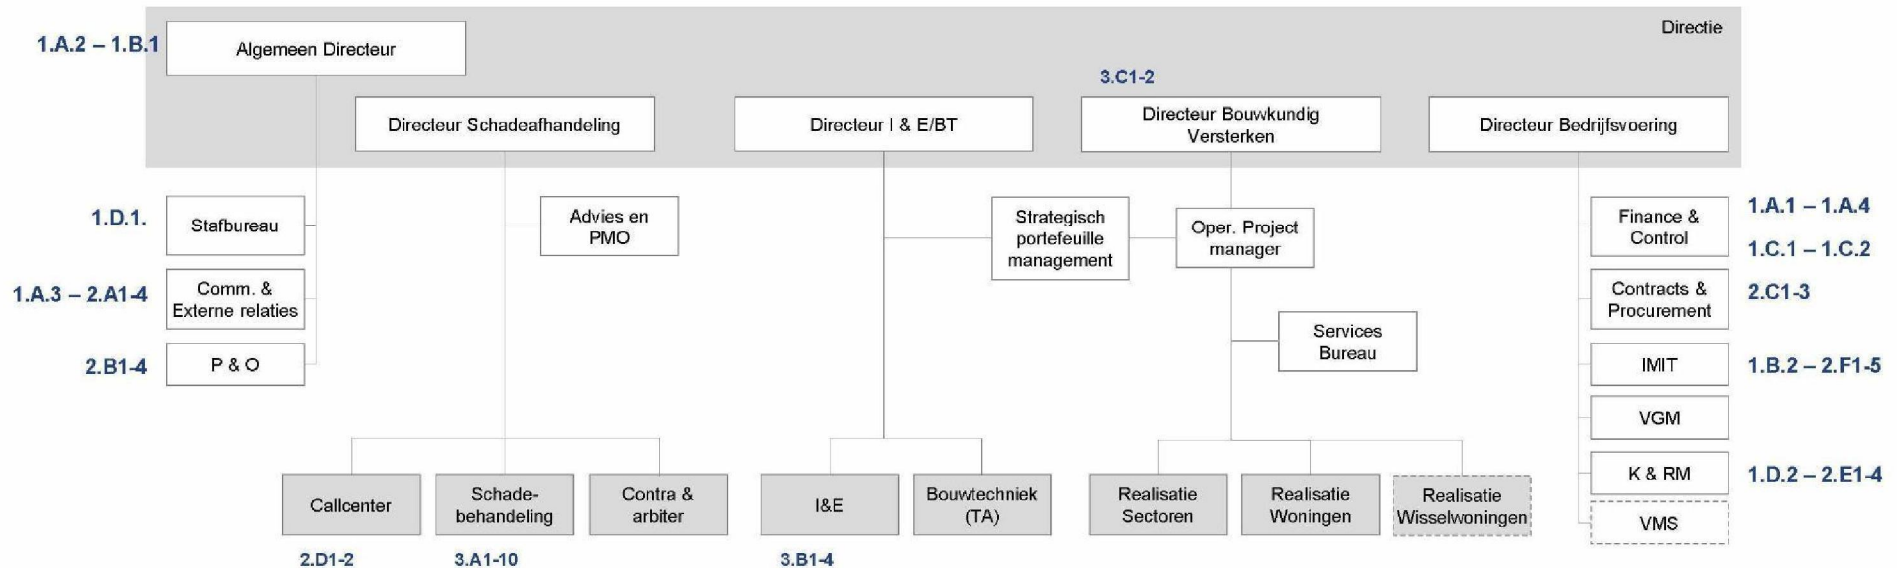 Directie
1.A.2 – 1.B.1
Algemeen Directeur
3.C1-2
Directeur Schadeafhandeling
Directeur I & E/BT
Directeur Bouwkundig
Versterken
Directeur Bedrijfsvoering
1.D.1.
Stafbureau
Advies en
PMO
Strategisch
portefeuille
management
Oper. Project
manager
Finance &
Control
1.A.1 – 1.A.4
1.C.1 – 1.C.2
1.A.3 – 2.A1-4
Comm. &
Externe relaties
Contracts &
Procurement
2.C1-3
Services
Bureau
2.B1-4
P & O
IMIT
1.B.2 – 2.F1-5
VGM
K & RM
1.D.2 – 2.E1-4
VMS
Callcenter
Schade-
behandeling
Contra &
arbiter
I&E
Bouwtechniek
(TA)
Realisatie
Sectoren
Realisatie
Woningen
Realisatie
Wisselwoningen
2.D1-2
3.A1-10
3.B1-4